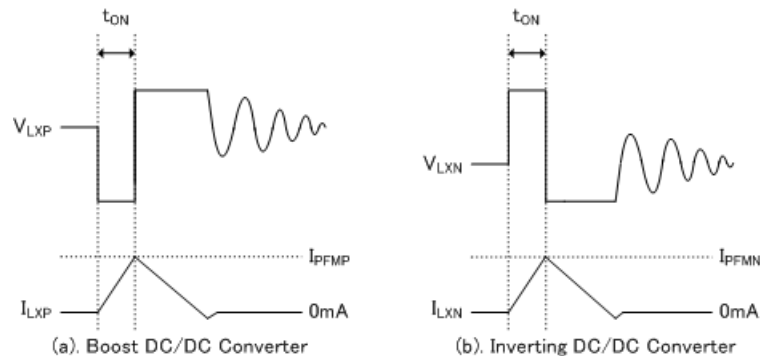 tON
tON
VLXP
VLXN
IPFMP
IPFMN
ILXP
0mA
ILXN
0mA
(a). Boost DC/DC Converter
(b). Inverting DC/DC Converter